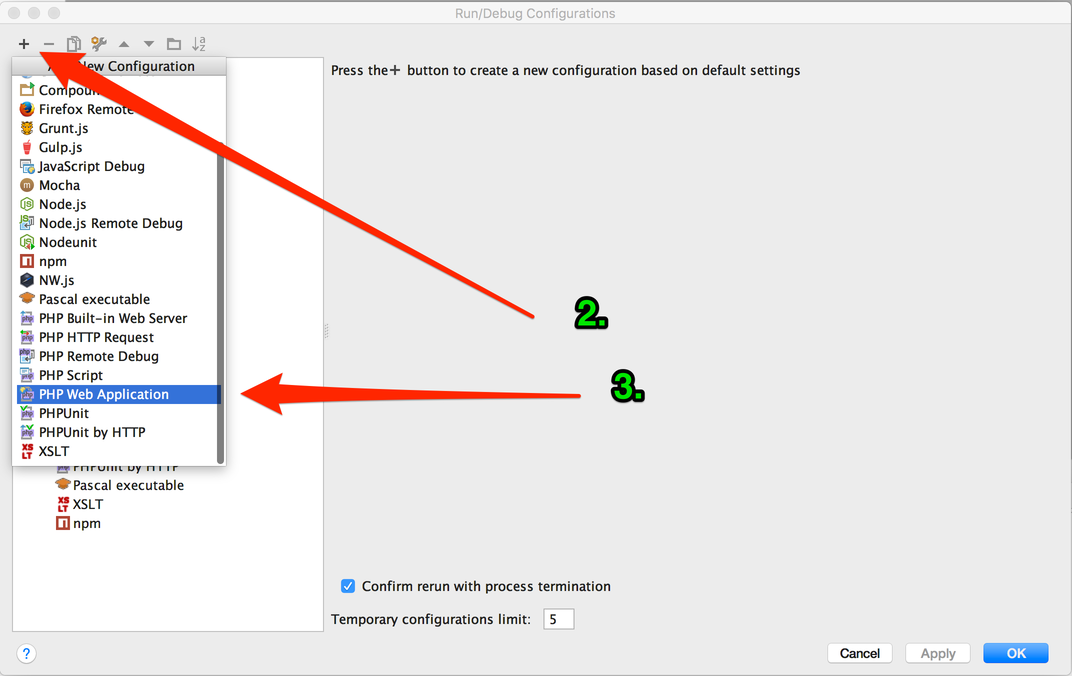 Run/Debug Configurations
New Configuration
Press the+ button to create a new configuration based on default settings
Firefox Remote
Grunt.js
Gulp.js
JavaScript Debug
Mocha
Node.js
Node.js Remote Debug
Nodeunit
npm
NW.js
Pascal executable
PHP Built-in Web Server
2.
PHP HTTP Request
PHP Remote Debug
PHP Script
PHP Web Application
3.
PHPUnit
PHPUnit by HTTP
XSLT
PHPUnit by HTTP
Pascal executable
XSLT
npm
Confirm rerun with process termination
Temporary configurations limit: 5
? Cancel Apply OK